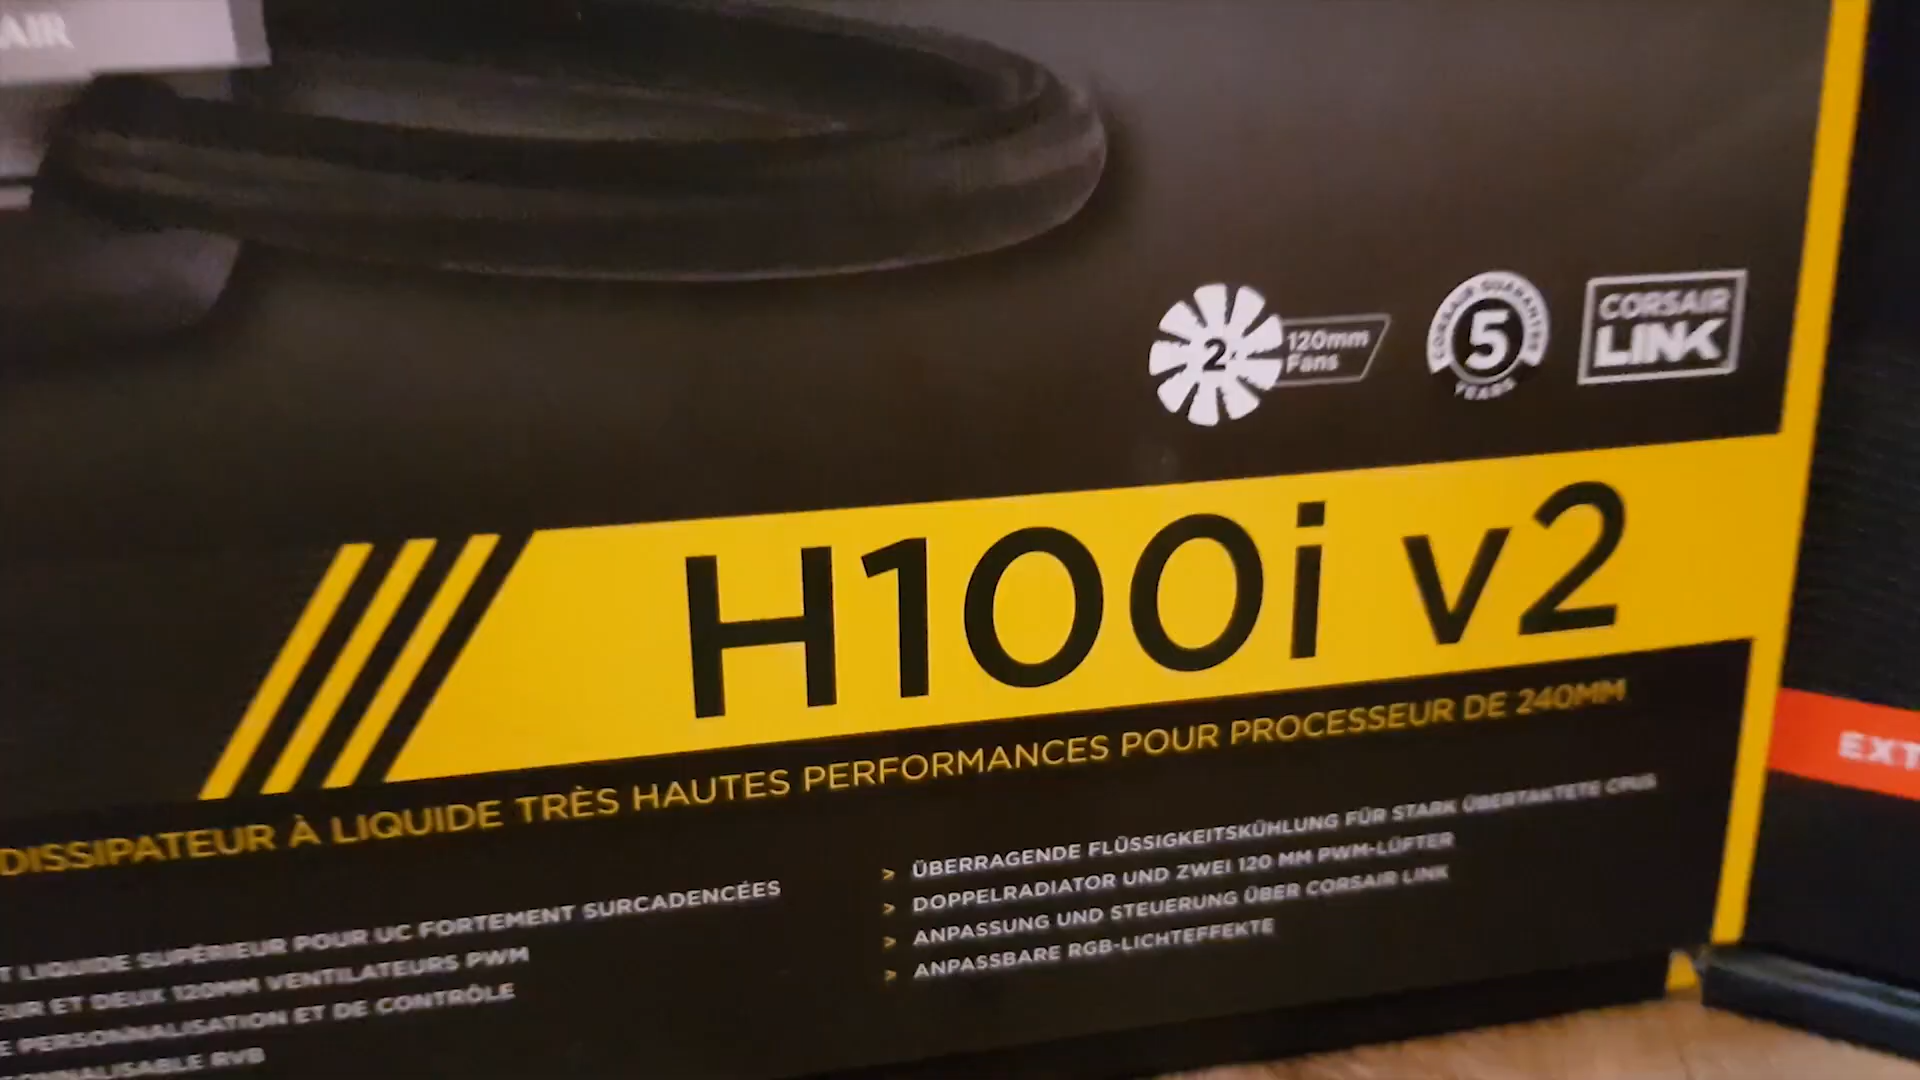 AIR
2
120mm
Fans
CORSAIR GUARANTEE
5
YEARS
CORSAIR
LINK
H100i v2
DISSIPATEUR À LIQUIDE TRÈS HAUTES PERFORMANCES POUR PROCESSEUR DE 240MM
T LIQUIDE SUPÉRIEUR POUR UC FORTEMENT SURCADENCÉES
EUR ET DEUX 120MM VENTILATEURS PWM
E PERSONNALISATION ET DE CONTRÔLE
ONNALISABLE RVB
> ÜBERRAGENDE FLÜSSIGKEITSKÜHLUNG FÜR STARK ÜBERTAKTETE CPUS
> DOPPELRADIATOR UND ZWEI 120 MM PWM-LÜFTER
> ANPASSUNG UND STEUERUNG ÜBER CORSAIR LINK
> ANPASSBARE RGB-LICHTEFFEKTE
EXT